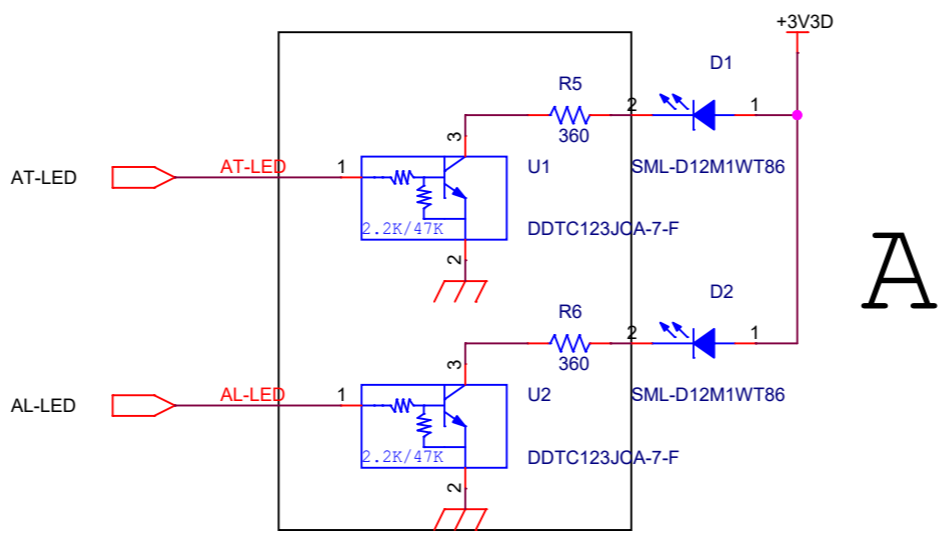 +3V3D
D1
R5
2
1
360
3
AT-LED
AT-LED
1
U1
SML-D12M1WT86
2.2K/47K
DDTC123JCA-7-F
2
A
D2
R6
2
1
360
3
AL-LED
AL-LED
1
U2
SML-D12M1WT86
2.2K/47K
DDTC123JCA-7-F
2